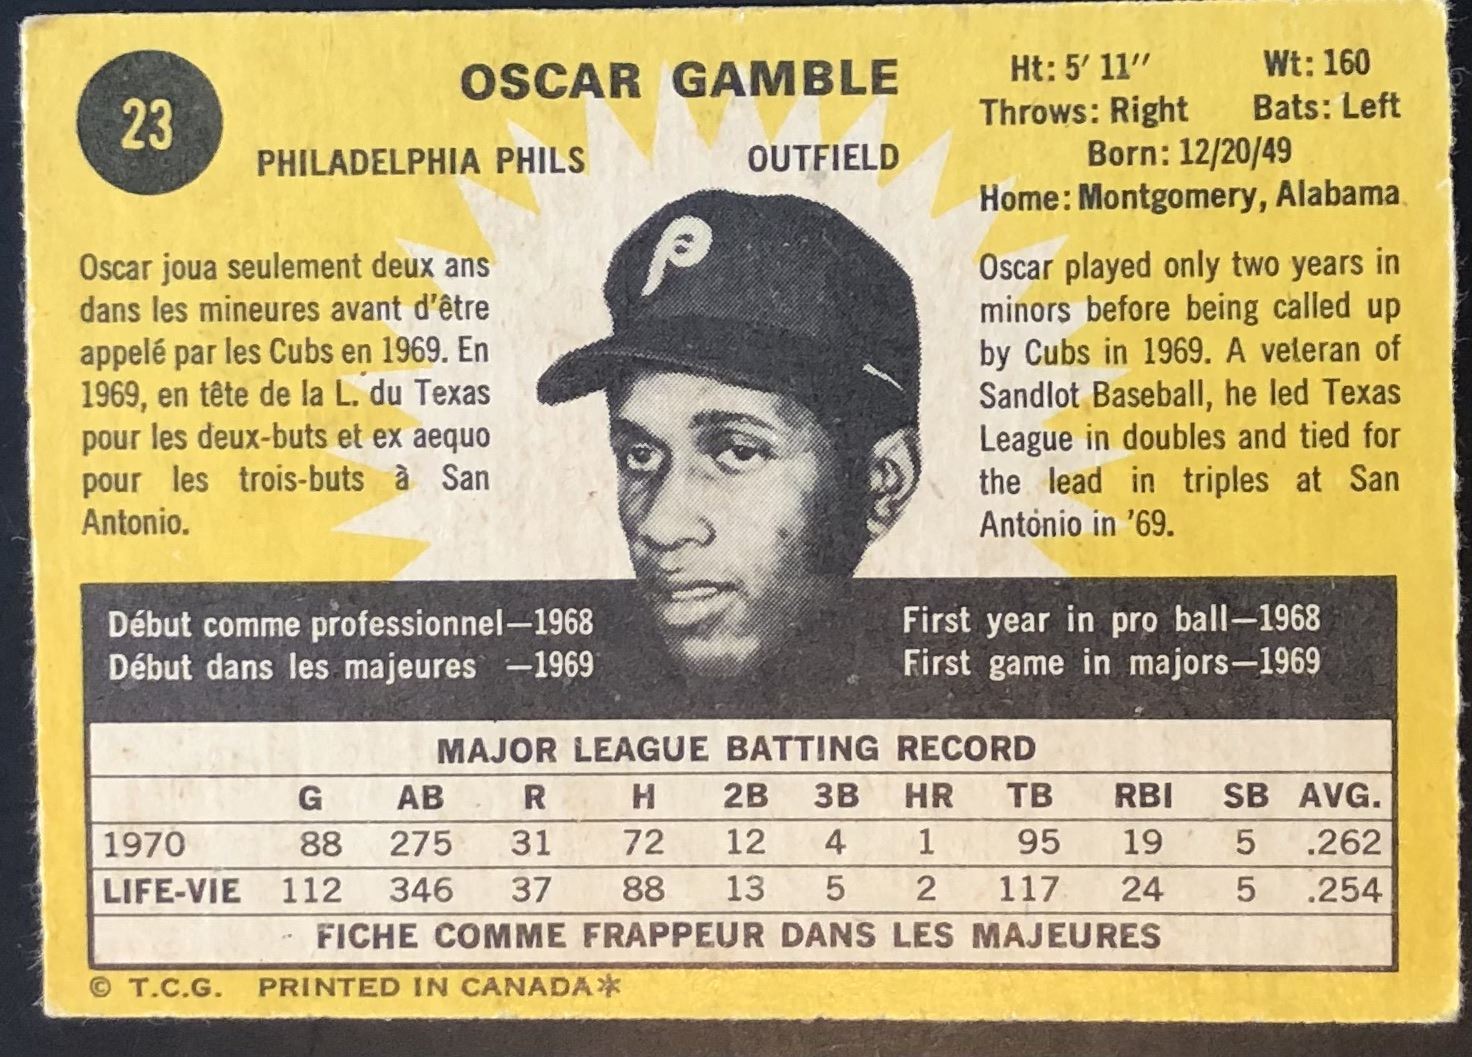 23
OSCAR GAMBLE
PHILADELPHIA PHILS OUTFIELD
Ht: 5' 11'' Wt: 160
Throws: Right Bats: Left
Born: 12/20/49
Home: Montgomery, Alabama
P
Oscar joua seulement deux ans
dans les mineures avant d'être
appelé par les Cubs en 1969. En
1969, en tête de la L. du Texas
pour les deux-buts et ex aequo
pour les trois-buts à San
Antonio.
Oscar played only two years in
minors before being called up
by Cubs in 1969. A veteran of
Sandlot Baseball, he led Texas
League in doubles and tied for
the lead in triples at San
Antonio in '69.
Début comme professionnel—1968
Début dans les majeures —1969
First year in pro ball—1968
First game in majors—1969
MAJOR LEAGUE BATTING RECORD
G AB R H 2B 3B HR TB RBI SB AVG.
1970 88 275 31 72 12 4 1 95 19 5 .262
LIFE-VIE 112 346 37 88 13 5 2 117 24 5 .254
FICHE COMME FRAPPEUR DANS LES MAJEURES
© T.C.G. PRINTED IN CANADA*